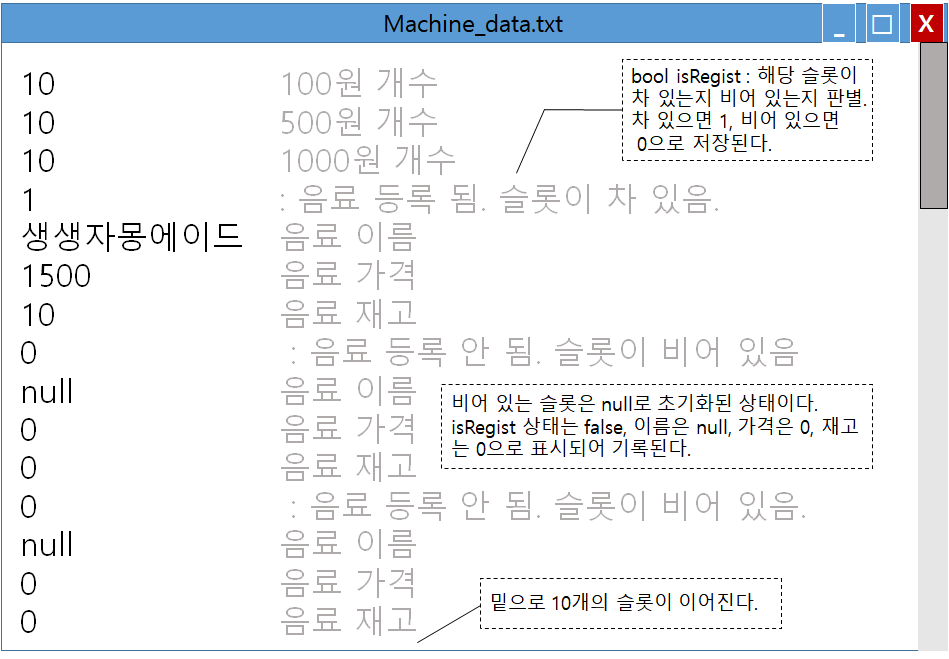 Machine_data.txt
_ □ X
10 100원 개수
10 500원 개수
10 1000원 개수
1 : 음료 등록 됨. 슬롯이 차 있음.
생생자몽에이드 음료 이름
1500 음료 가격
10 음료 재고
0 : 음료 등록 안 됨. 슬롯이 비어 있음
null 음료 이름
0 음료 가격
0 음료 재고
0 : 음료 등록 안 됨. 슬롯이 비어 있음.
null 음료 이름
0 음료 가격
0 음료 재고
bool isRegist : 해당 슬롯이
차 있는지 비어 있는지 판별.
차 있으면 1, 비어 있으면
0으로 저장된다.
비어 있는 슬롯은 null로 초기화된 상태이다.
isRegist 상태는 false, 이름은 null, 가격은 0, 재고
는 0으로 표시되어 기록된다.
밑으로 10개의 슬롯이 이어진다.